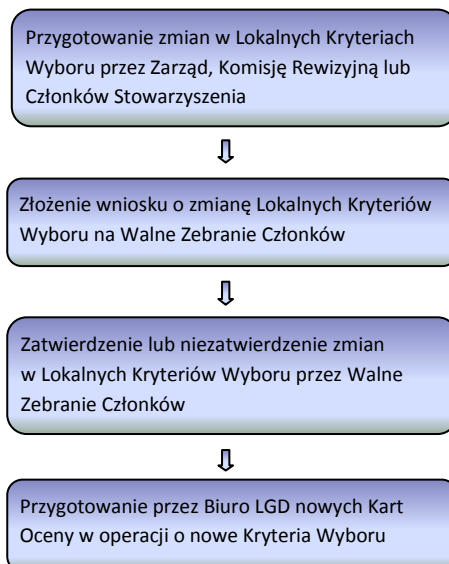 Przygotowanie zmian w Lokalnych Kryteriach
Wyboru przez Zarząd, Komisję Rewizyjną lub
Członków Stowarzyszenia
Złożenie wniosku o zmianę Lokalnych Kryteriów
Wyboru na Walne Zebranie Członków
Zatwierdzenie lub niezatwierdzenie zmian
w Lokalnych Kryteriów Wyboru przez Walne
Zebranie Członków
Przygotowanie przez Biuro LGD nowych Kart
Oceny w operacji o nowe Kryteria Wyboru